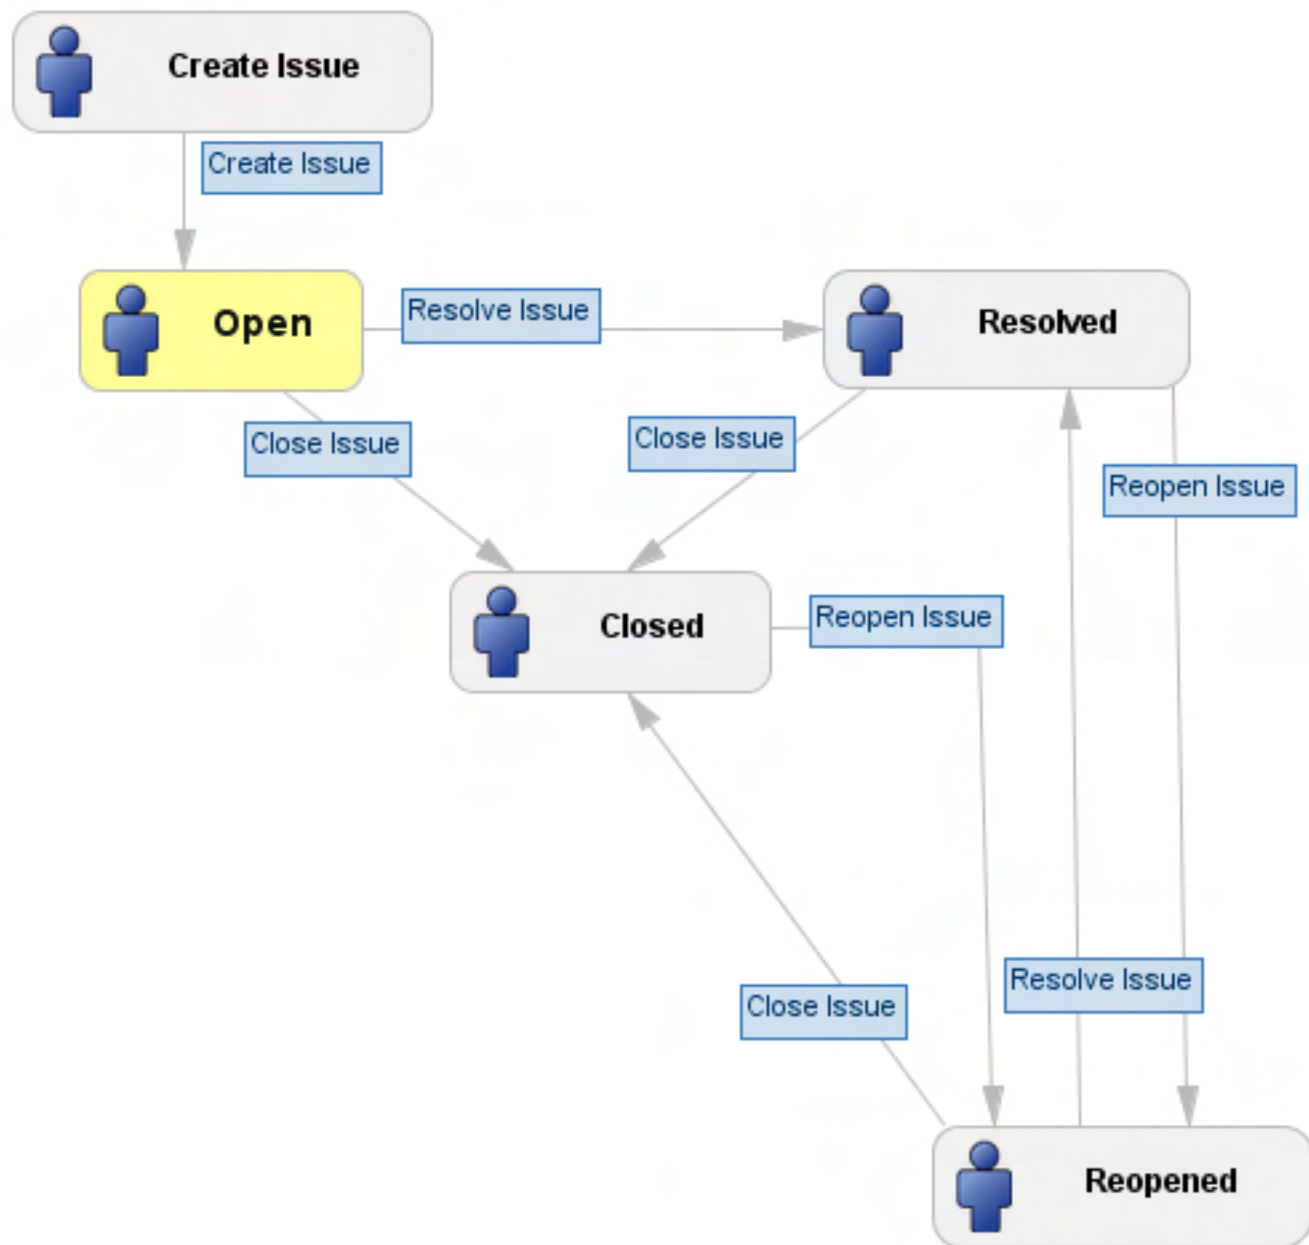 Create Issue
Create Issue
Open
Resolve Issue
Resolved
Close Issue
Close Issue
Reopen Issue
Closed
Reopen Issue
Resolve Issue
Close Issue
Reopened